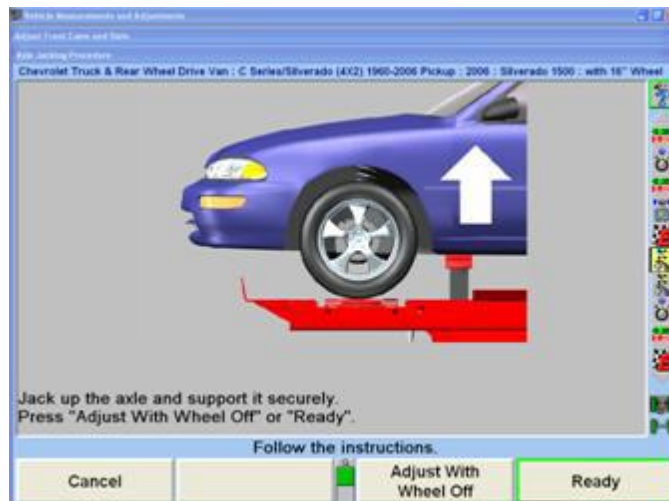 Vehicle Measurements and Adjustments
Adjust Front Camber and Toe
Axle Jacking Procedure
Chevrolet Truck & Rear Wheel Drive Van : C Series/Silverado (4X2) 1960-2006 Pickup : 2006 : Silverado 1500 : with 16" Wheel
Jack up the axle and support it securely.
Press "Adjust With Wheel Off" or "Ready".
Follow the instructions.
Cancel
Adjust With
Wheel Off
Ready